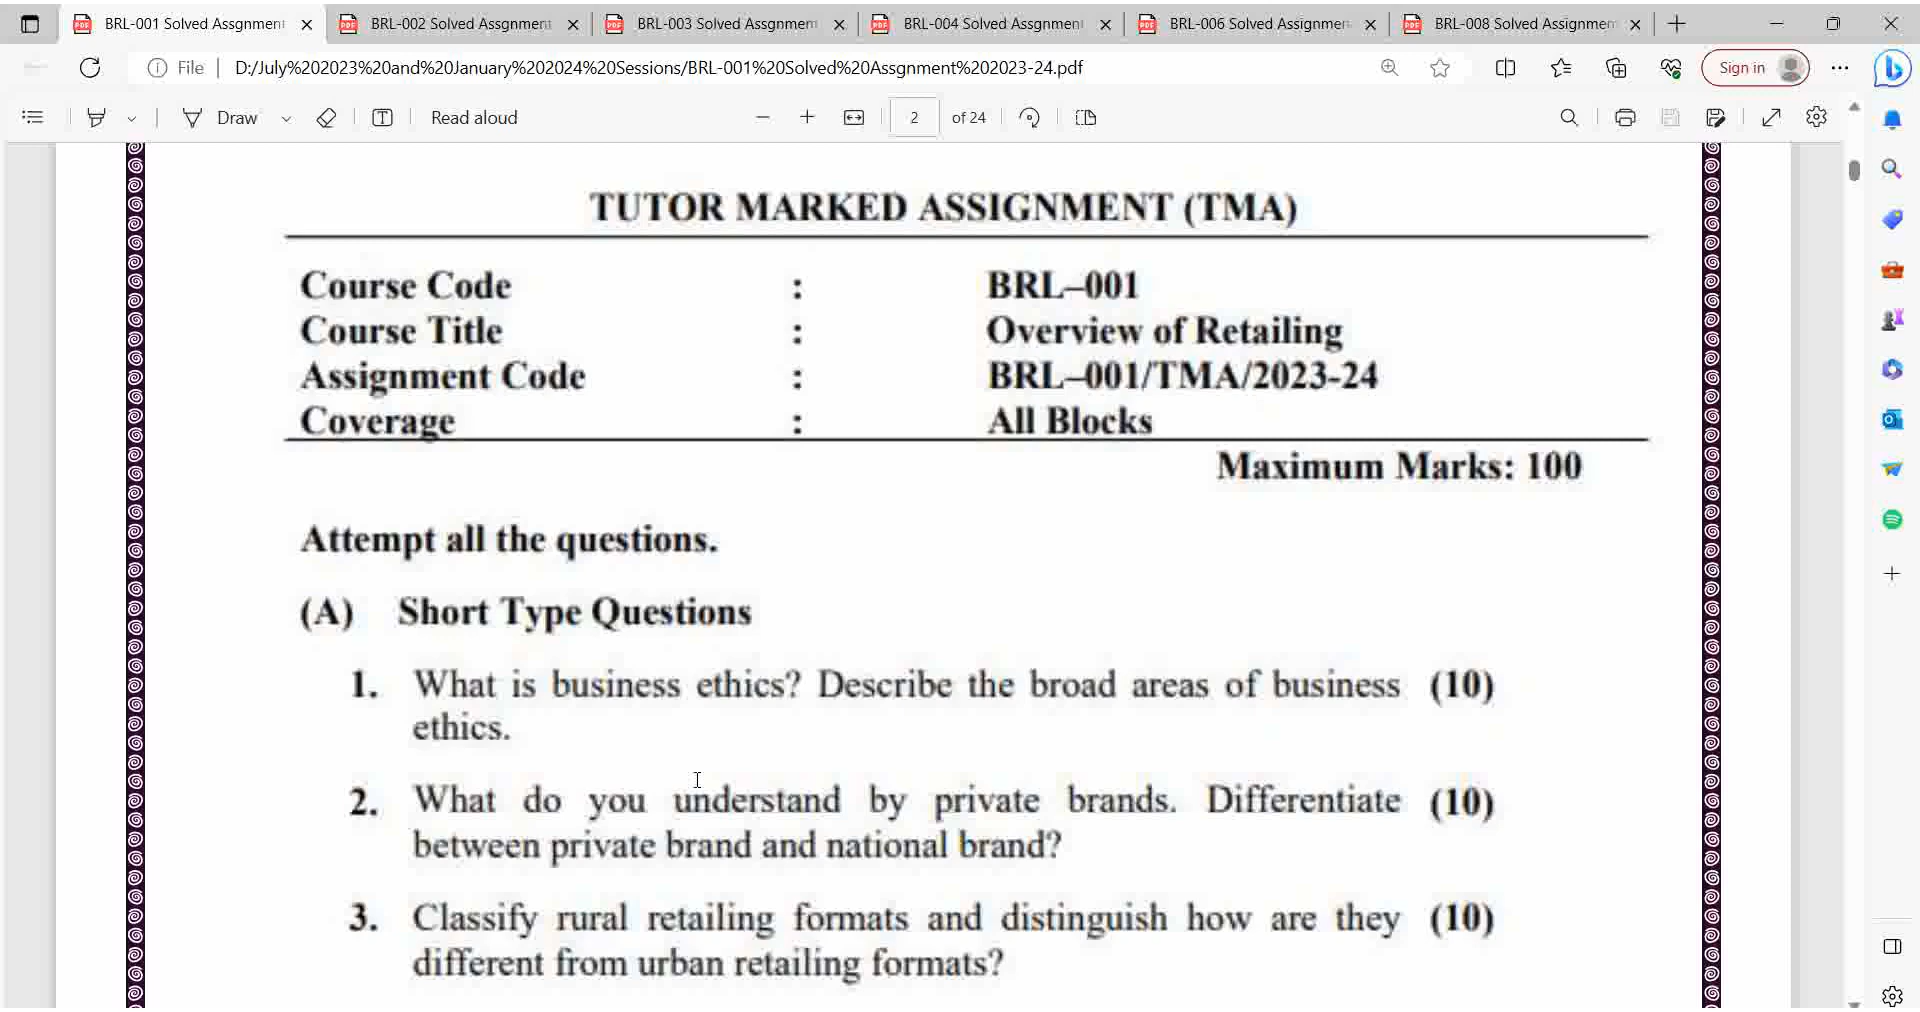 BRL-001 Solved Assgnment
BRL-002 Solved Assgnment
BRL-003 Solved Assgnment
BRL-004 Solved Assgnment
BRL-006 Solved Assignmen
BRL-008 Solved Assignmen
File
D:/July%202023%20and%20January%202024%20Sessions/BRL-001%20Solved%20Assgnment%202023-24.pdf
Sign in
Draw
Read aloud
2 of 24
TUTOR MARKED ASSIGNMENT (TMA)
Course Code : BRL–001
Course Title : Overview of Retailing
Assignment Code : BRL–001/TMA/2023-24
Coverage : All Blocks
Maximum Marks: 100
Attempt all the questions.
(A) Short Type Questions
1. What is business ethics? Describe the broad areas of business (10)
ethics.
2. What do you understand by private brands. Differentiate (10)
between private brand and national brand?
3. Classify rural retailing formats and distinguish how are they (10)
different from urban retailing formats?